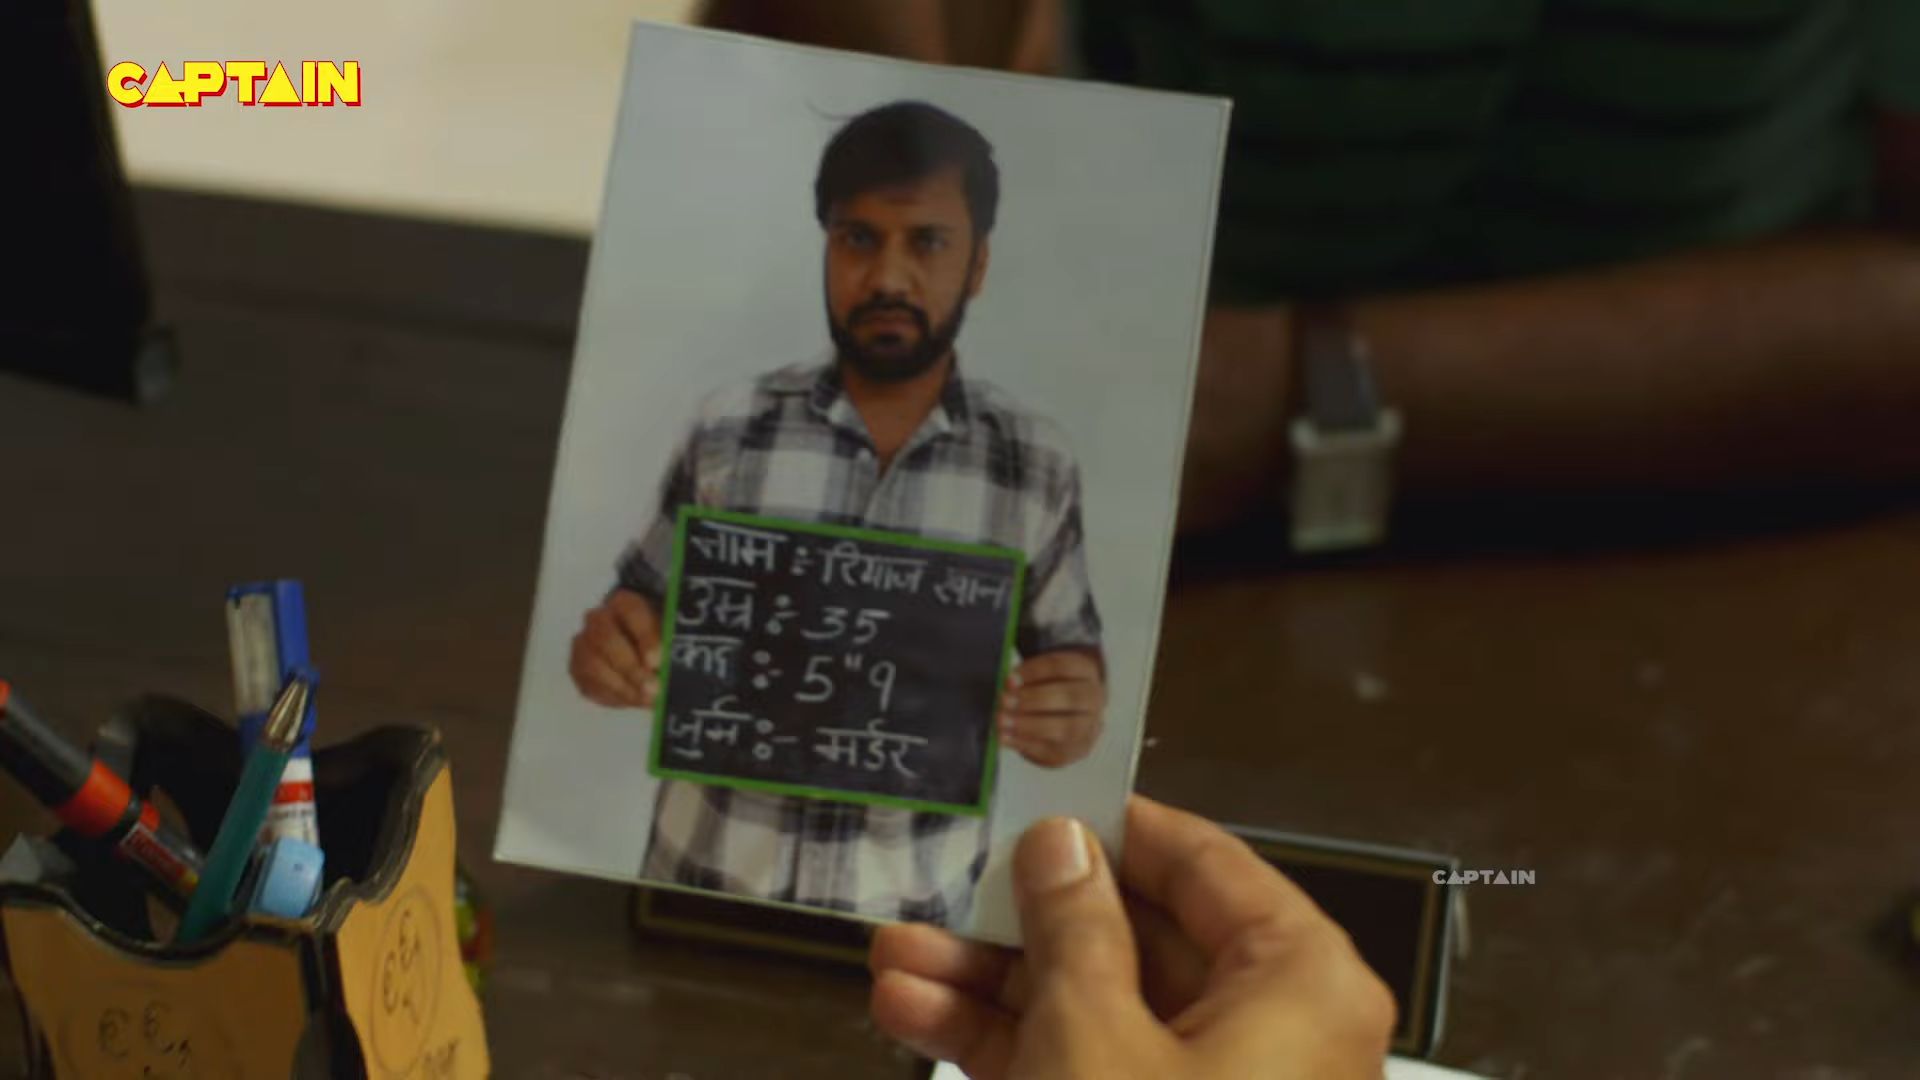 CAPTAIN
नाम :- रियाज खान
उम्र :- 35
कद :- 5"9
जुर्म :- मर्डर
CAPTAIN